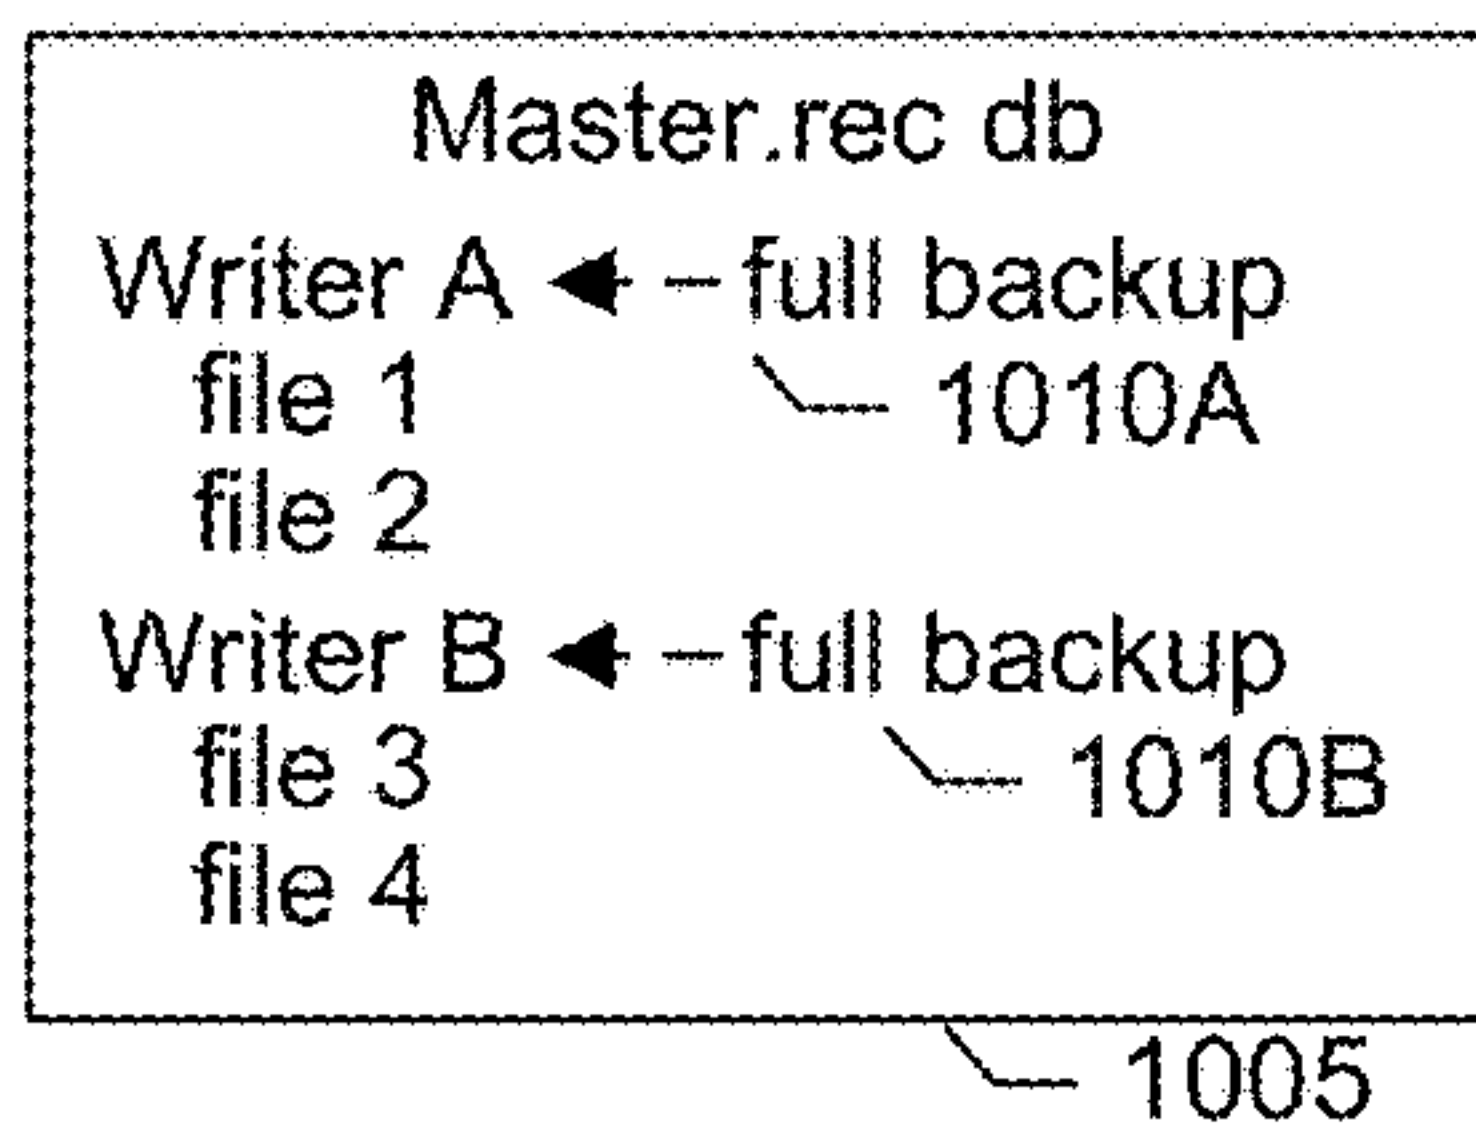 Master.rec db
Writer A full backup
file 1 1010A
file 2
Writer B full backup
file 3 1010B
file 4
1005